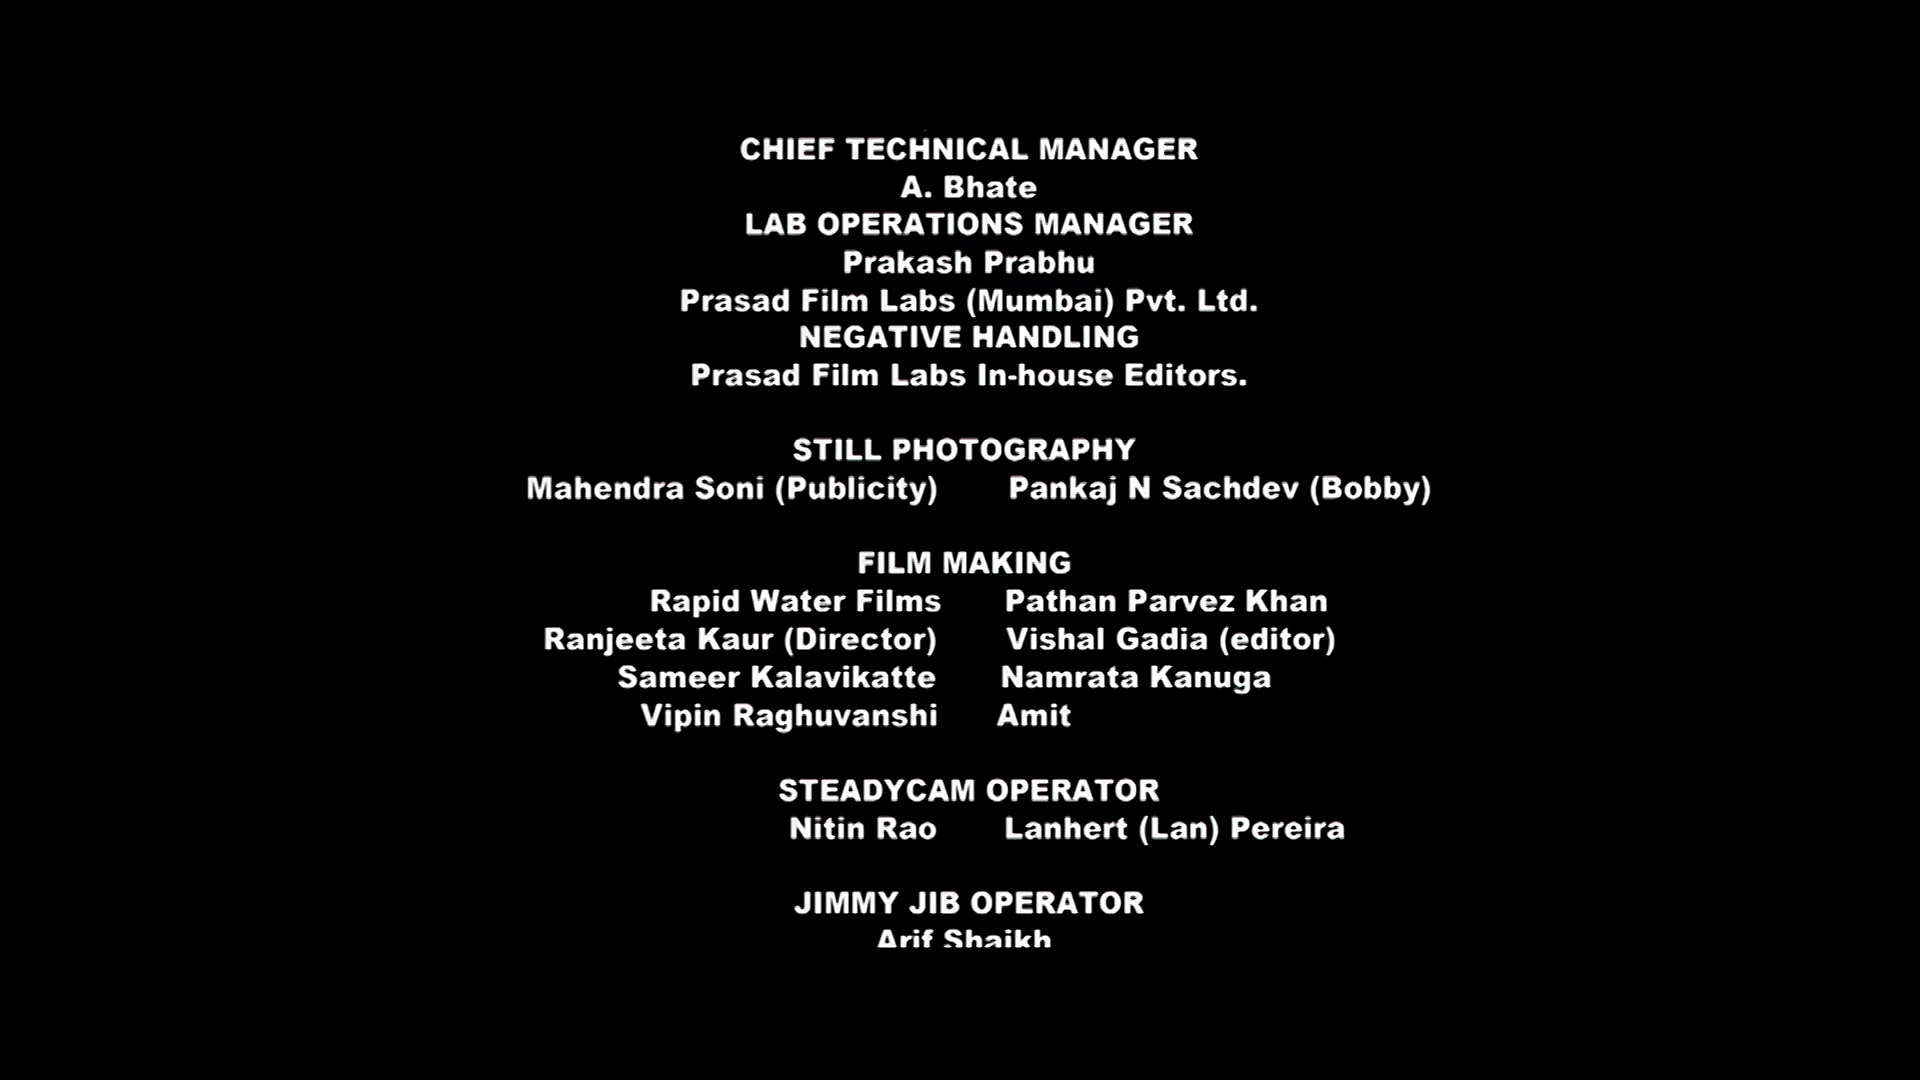 CHIEF TECHNICAL MANAGER
A. Bhate
LAB OPERATIONS MANAGER
Prakash Prabhu
Prasad Film Labs (Mumbai) Pvt. Ltd.
NEGATIVE HANDLING
Prasad Film Labs In-house Editors.
STILL PHOTOGRAPHY
Mahendra Soni (Publicity) Pankaj N Sachdev (Bobby)
FILM MAKING
Rapid Water Films Pathan Parvez Khan
Ranjeeta Kaur (Director) Vishal Gadia (editor)
Sameer Kalavikatte Namrata Kanuga
Vipin Raghuvanshi Amit
STEADYCAM OPERATOR
Nitin Rao Lanhert (Lan) Pereira
JIMMY JIB OPERATOR
Arif Shaikh